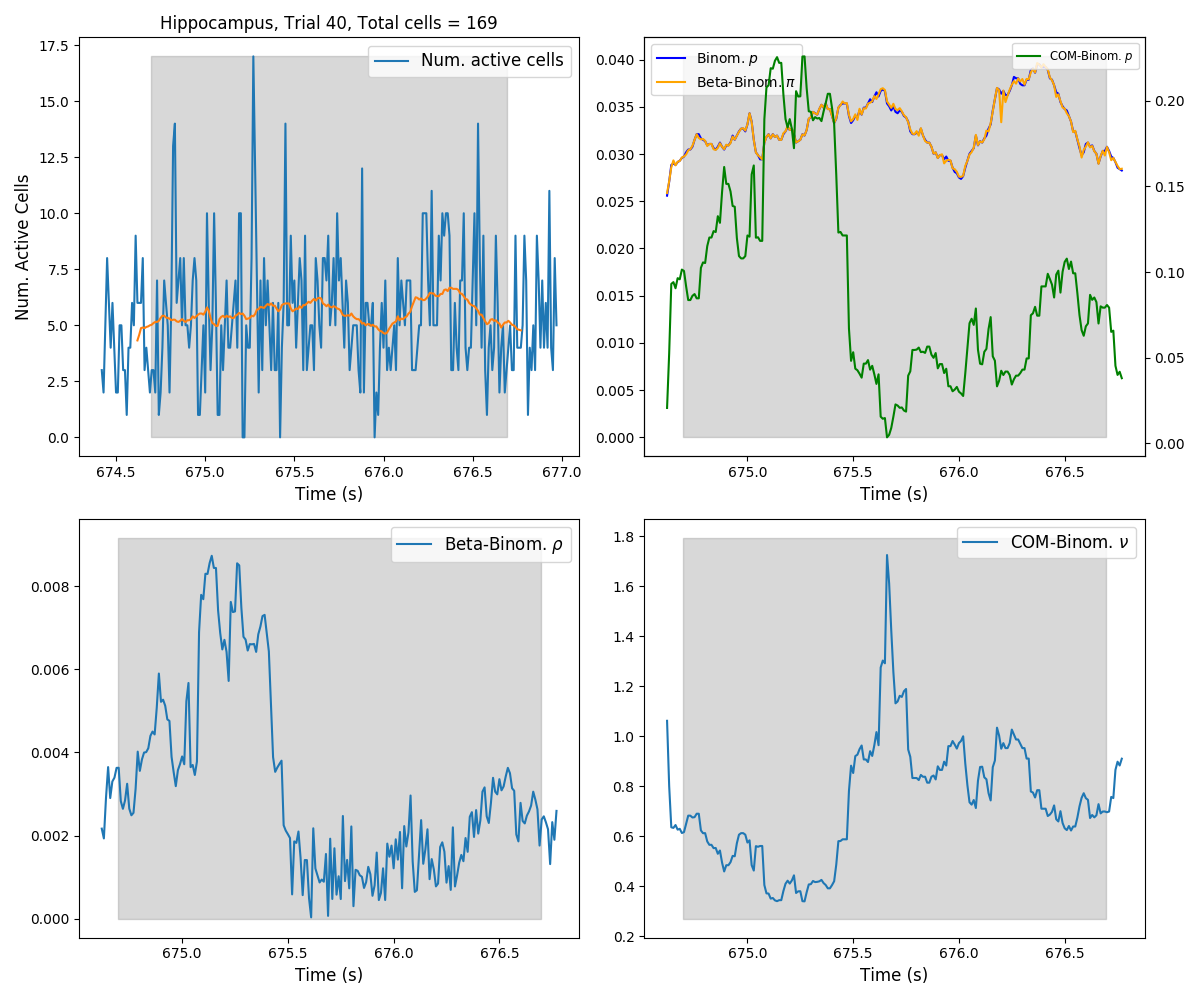 Hippocampus, Trial 40, Total cells = 169
Num. active cells
Num. Active Cells
17.5
15.0
12.5
10.0
7.5
5.0
2.5
0.0
674.5 675.0 675.5 676.0 676.5 677.0
Time (s)
Binom. p
Beta-Binom. π
COM-Binom. p
0.040
0.035
0.030
0.025
0.020
0.015
0.010
0.005
0.000
0.20
0.15
0.10
0.05
0.00
675.0 675.5 676.0 676.5
Time (s)
Beta-Binom. ρ
0.008
0.006
0.004
0.002
0.000
675.0 675.5 676.0 676.5
Time (s)
COM-Binom. ν
1.8
1.6
1.4
1.2
1.0
0.8
0.6
0.4
0.2
675.0 675.5 676.0 676.5
Time (s)